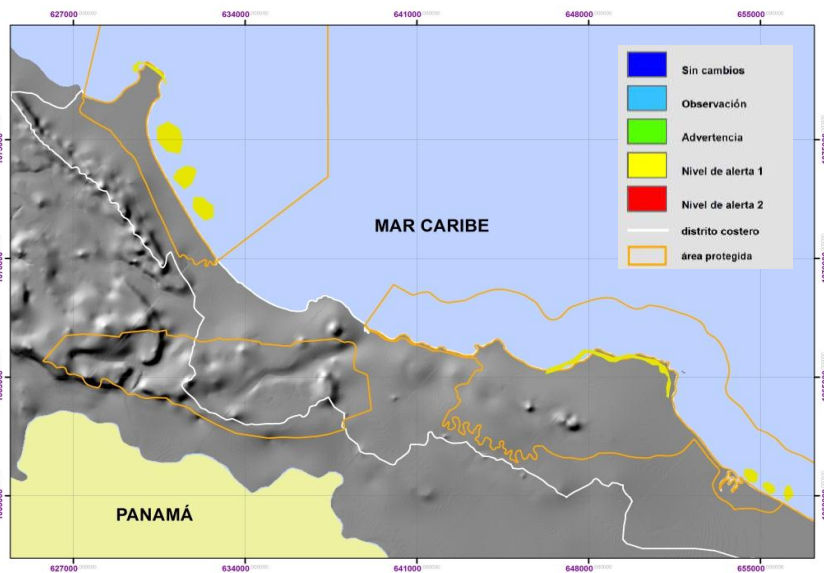 627000
634000
641000
648000
655000
Sin cambios
Observación
Advertencia
Nivel de alerta 1
Nivel de alerta 2
distrito costero
área protegida
MAR CARIBE
PANAMÁ
627000
634000
641000
648000
655000